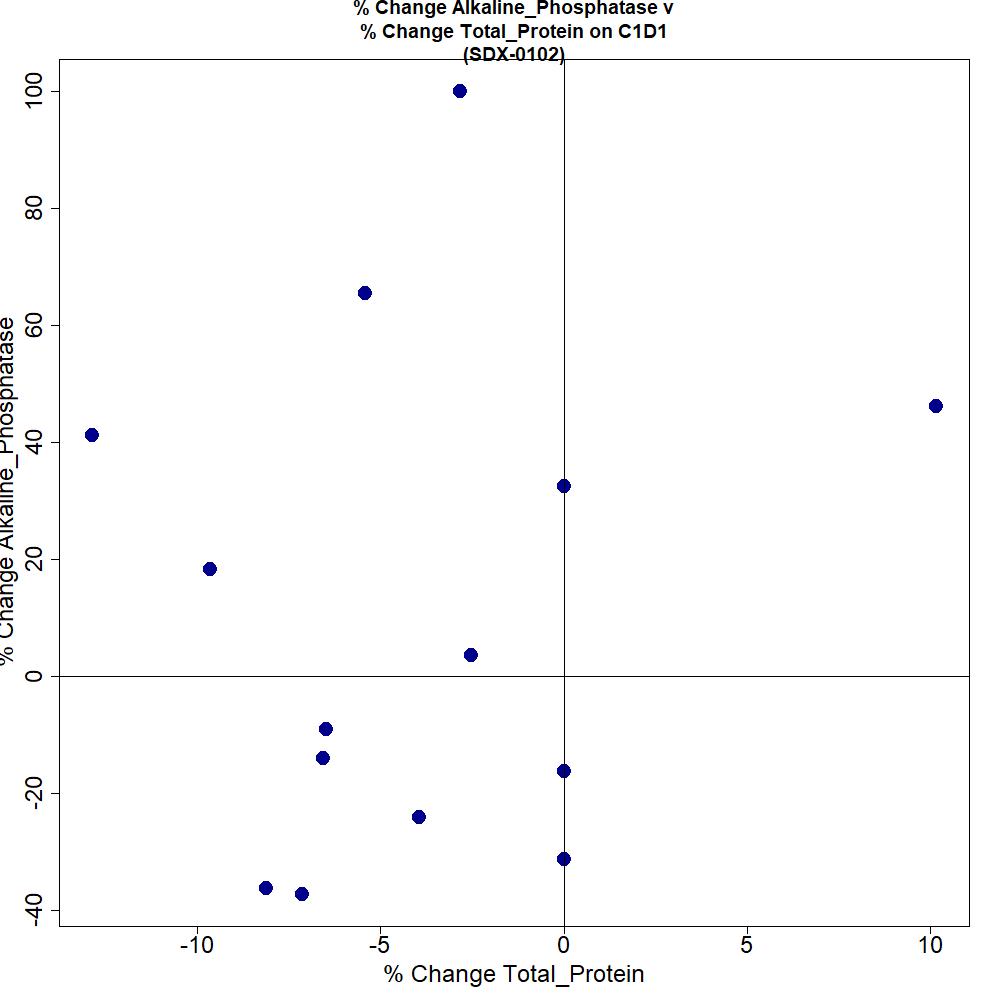 % Change Alkaline_Phosphatase v
% Change Total_Protein on C1D1
(SDX-0102)
% Change Alkaline_Phosphatase
100
80
60
40
20
0
-20
-40
-10
-5
0
5
10
% Change Total_Protein